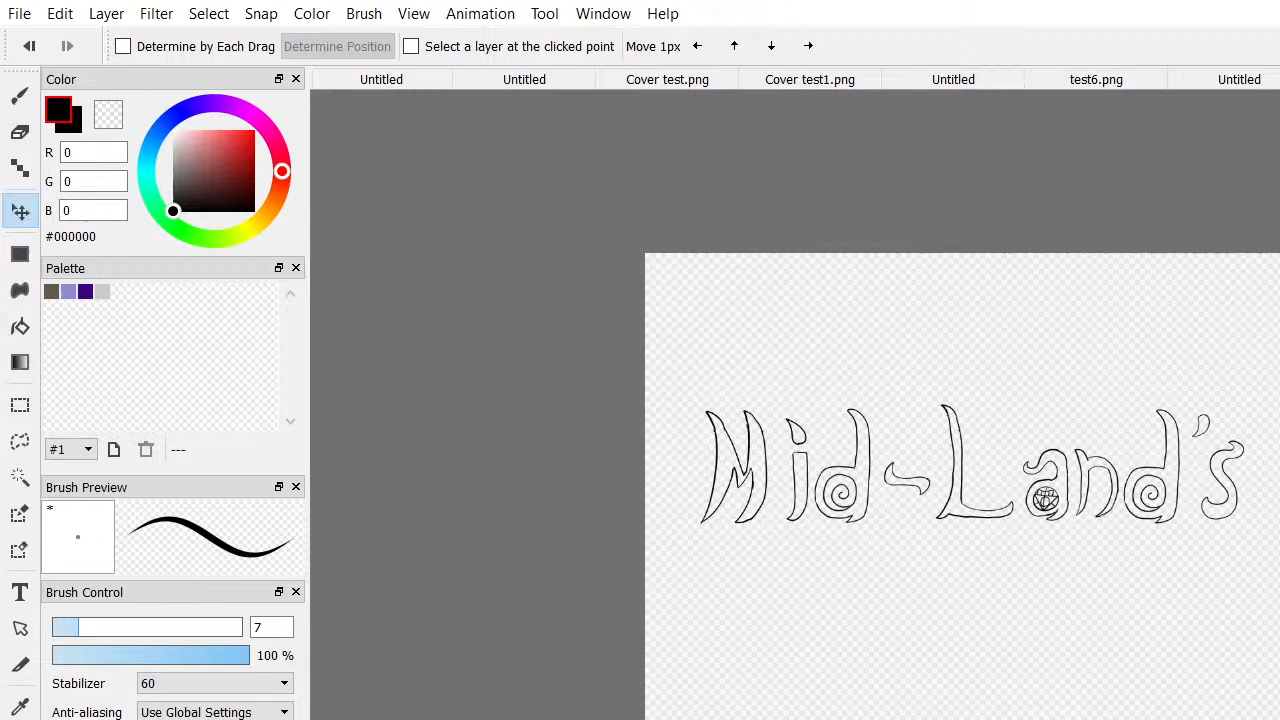 File Edit Layer Filter Select Snap Color Brush View Animation Tool Window Help
Determine by Each Drag Determine Position Select a layer at the clicked point Move 1px
Color
Untitled Untitled Cover test.png Cover test1.png Untitled test6.png Untitled
R 0
G 0
B 0
#000000
Palette
#1 ---
Brush Preview
*
Brush Control
7
100 %
Stabilizer 60
Anti-aliasing Use Global Settings
T
Mid-Land's